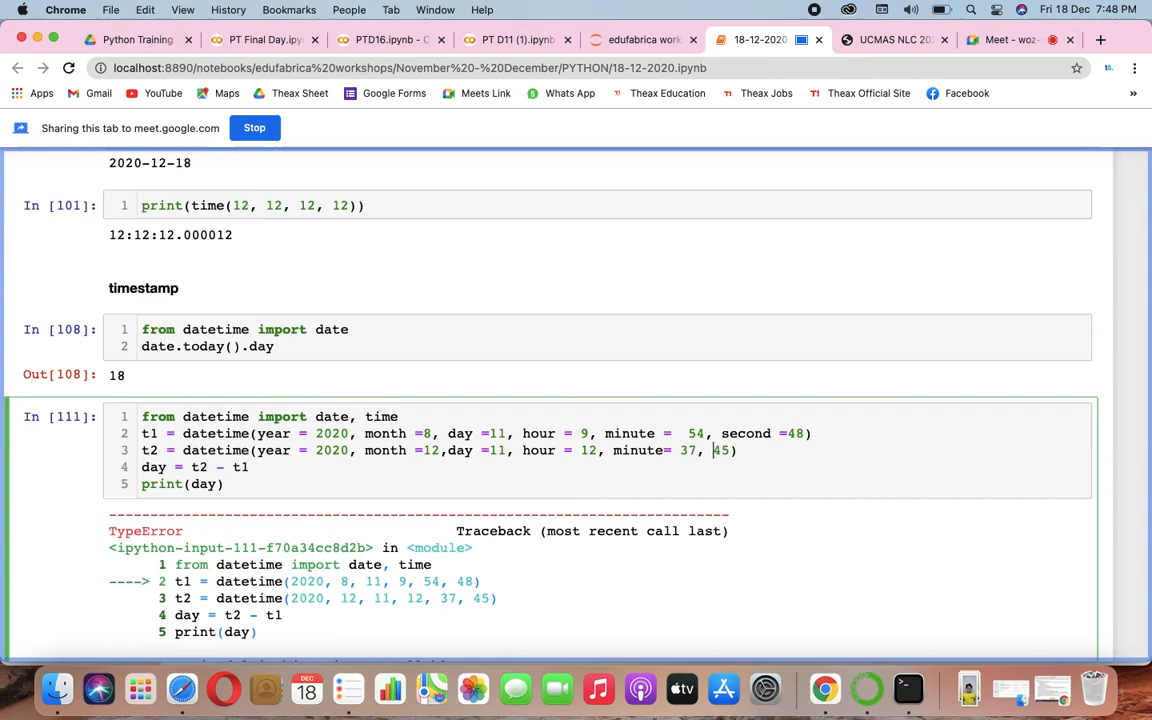 Chrome File Edit View History Bookmarks People Tab Window Help Fri 18 Dec 7:48 PM
Python Training PT Final Day.ipy PTD16.ipynb - C PT D11 (1).ipynb edufabrica work 18-12-2020 UCMAS NLC 20 Meet - woz-
localhost:8890/notebooks/edufabrica%20workshops/November%20-%20December/PYTHON/18-12-2020.ipynb
Apps Gmail YouTube Maps Theax Sheet Google Forms Meets Link Whats App Theax Education Theax Jobs Theax Official Site Facebook »
Sharing this tab to meet.google.com Stop
2020-12-18
In [101]: 1 print(time(12, 12, 12, 12))
12:12:12.000012
timestamp
In [108]: 1 from datetime import date
2 date.today().day
Out[108]: 18
In [111]: 1 from datetime import date, time
2 t1 = datetime(year = 2020, month =8, day =11, hour = 9, minute =  54, second =48)
3 t2 = datetime(year = 2020, month =12,day =11, hour = 12, minute= 37, 45)
4 day = t2 - t1
5 print(day)
---------------------------------------------------------------------------
TypeError Traceback (most recent call last)
<ipython-input-111-f70a34cc8d2b> in <module>
1 from datetime import date, time
----> 2 t1 = datetime(2020, 8, 11, 9, 54, 48)
3 t2 = datetime(2020, 12, 11, 12, 37, 45)
4 day = t2 - t1
5 print(day)
DEC
18
tv